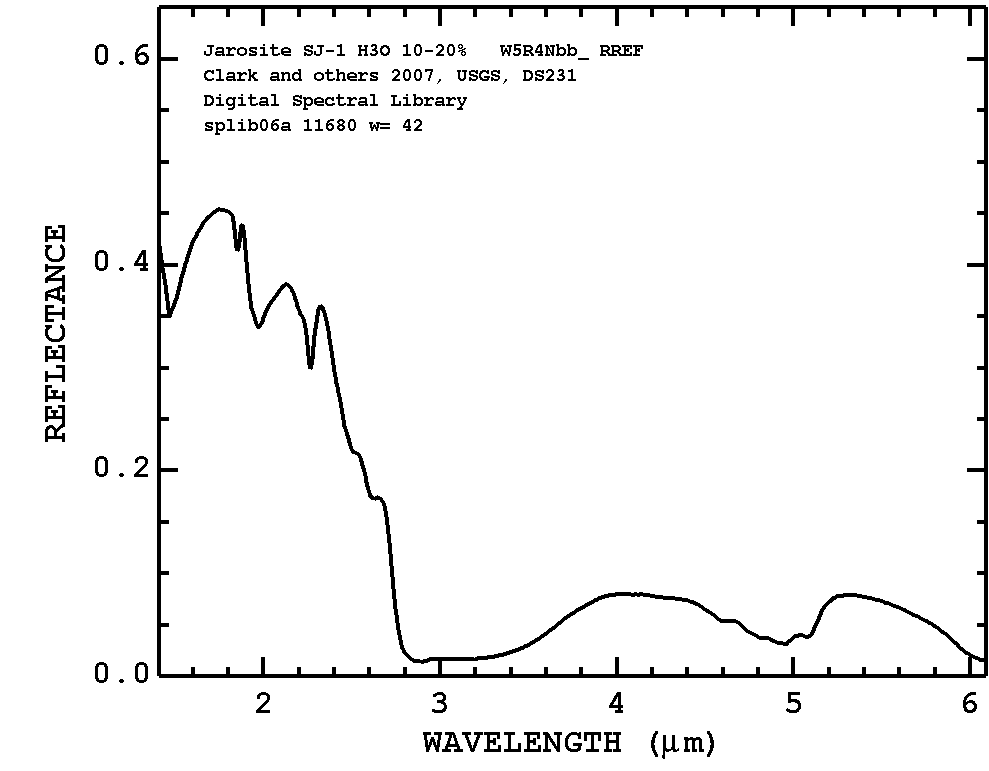 Jarosite SJ-1 H3O 10-20% W5R4Nbb_ RREF
Clark and others 2007, USGS, DS231
Digital Spectral Library
splib06a 11680 w= 42
REFLECTANCE
0.6
0.4
0.2
0.0
2 3 4 5 6
WAVELENGTH (μm)